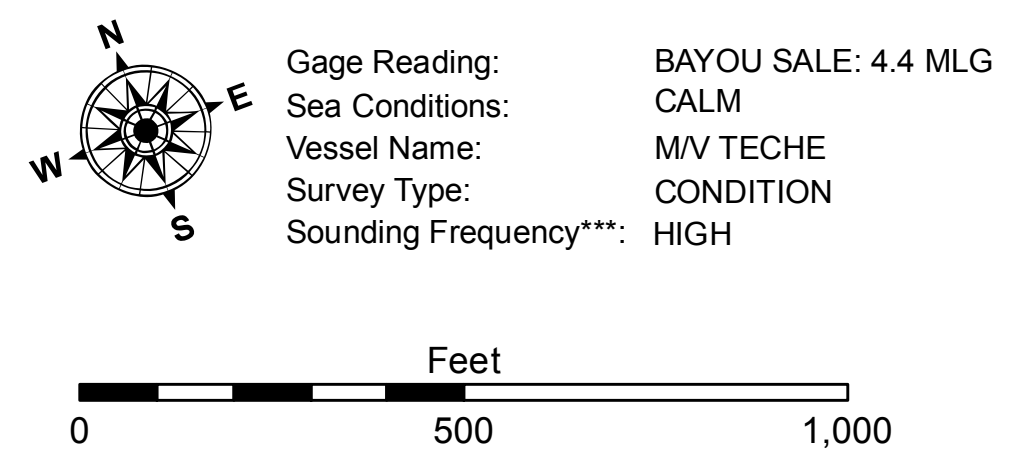 N
E
W
S
Gage Reading: BAYOU SALE: 4.4 MLG
Sea Conditions: CALM
Vessel Name: M/V TECHE
Survey Type: CONDITION
Sounding Frequency***: HIGH
Feet
0 500 1,000